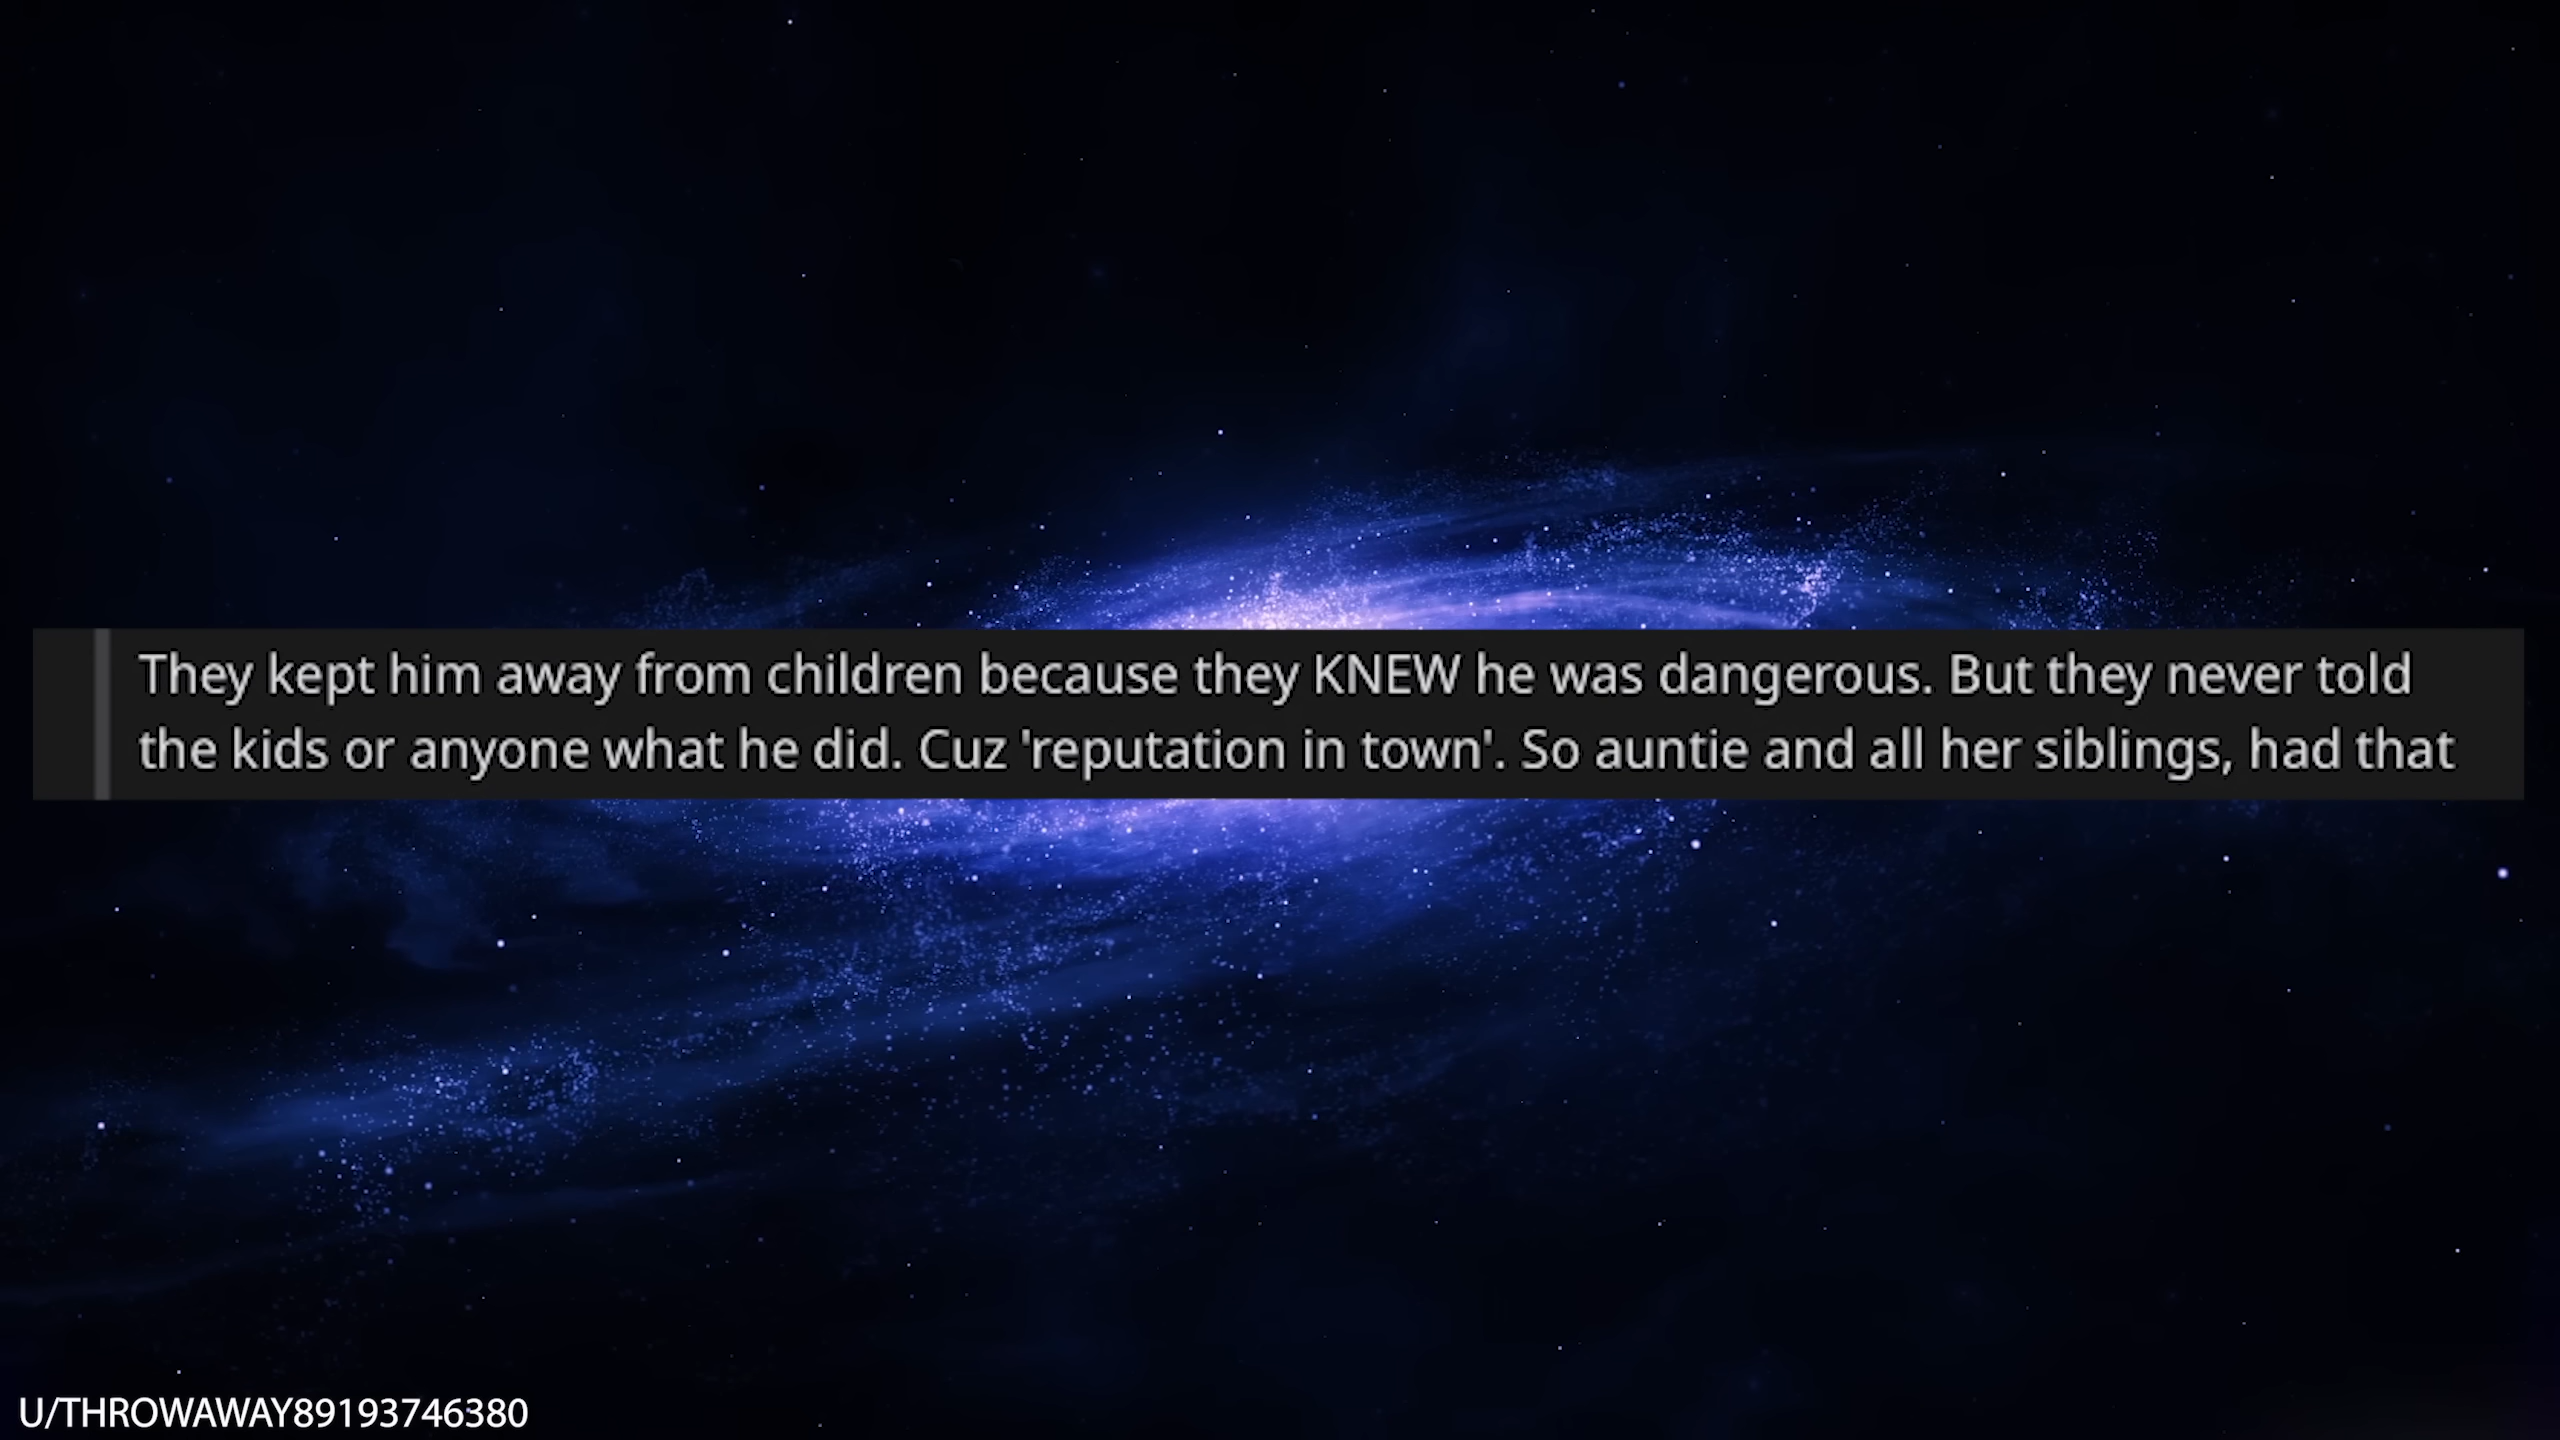 They kept him away from children because they KNEW he was dangerous. But they never told
the kids or anyone what he did. Cuz 'reputation in town'. So auntie and all her siblings, had that
U/THROWAWAY89193746380